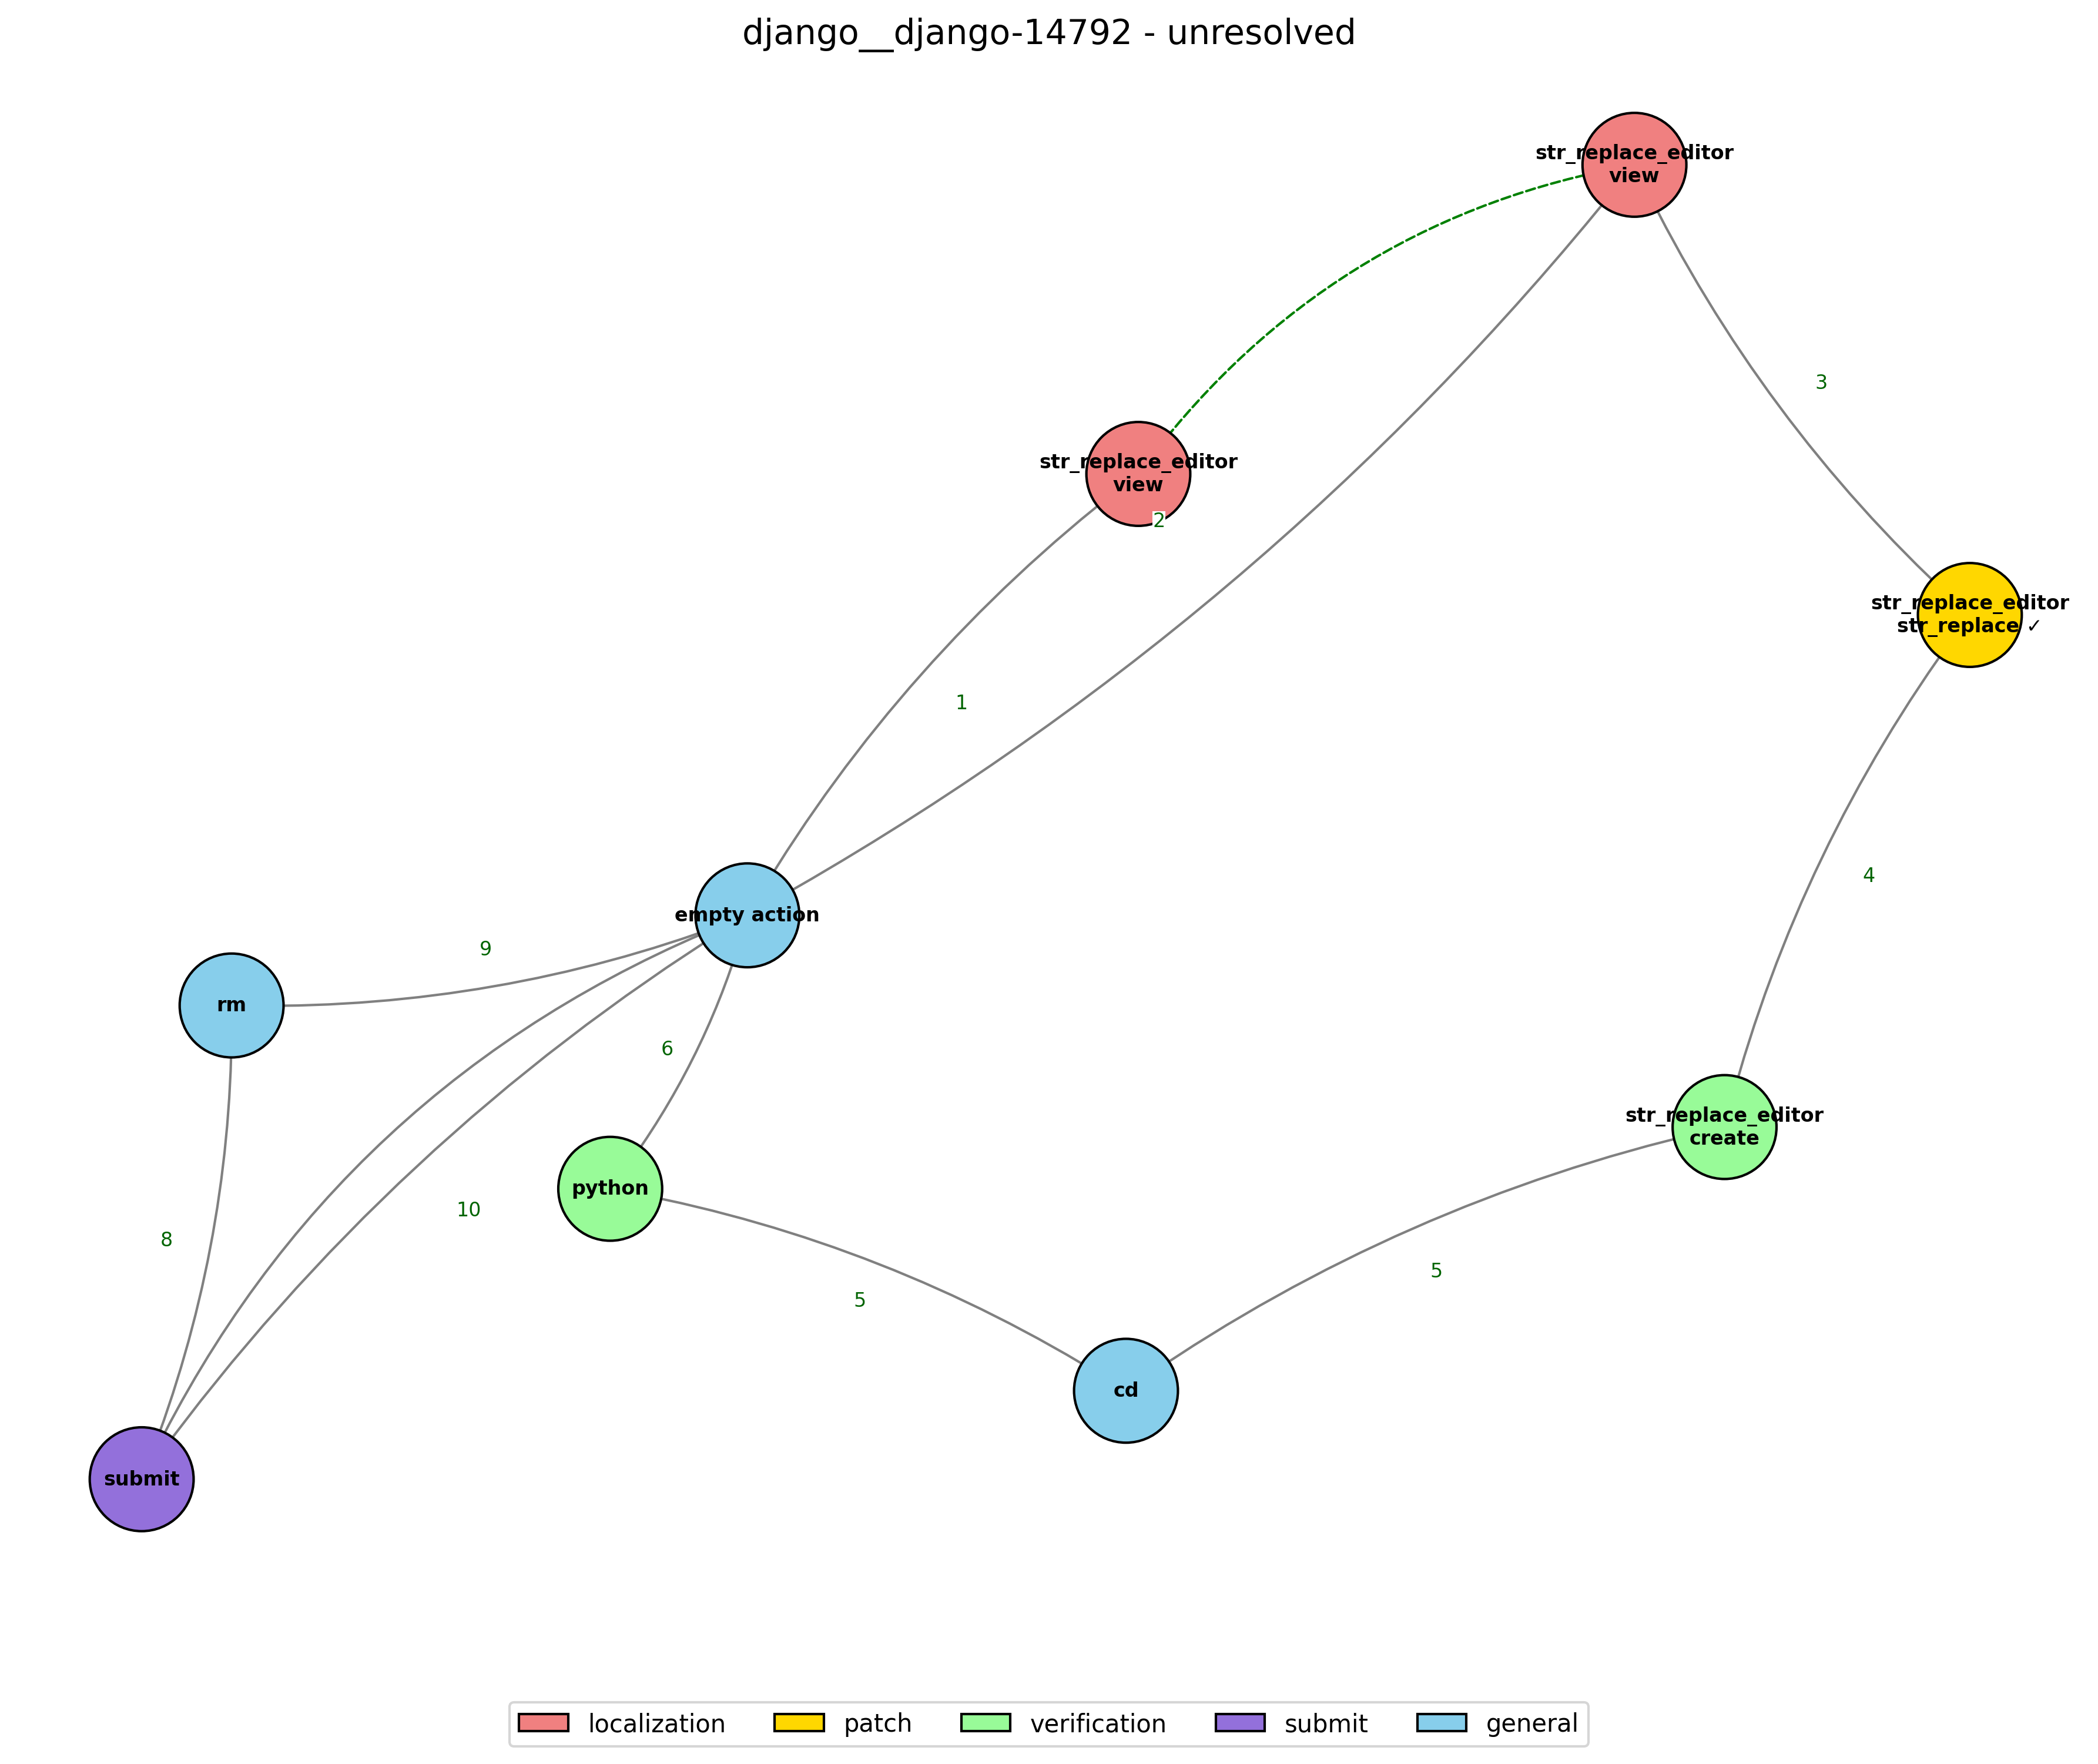 django__django-14792 - unresolved
str_replace_editor
view
3
str_replace_editor
view
2
str_replace_editor
str_replace ✓
1
4
empty action
9
rm
6
str_replace_editor
create
python
10
8
5
5
cd
submit
localization
patch
verification
submit
general